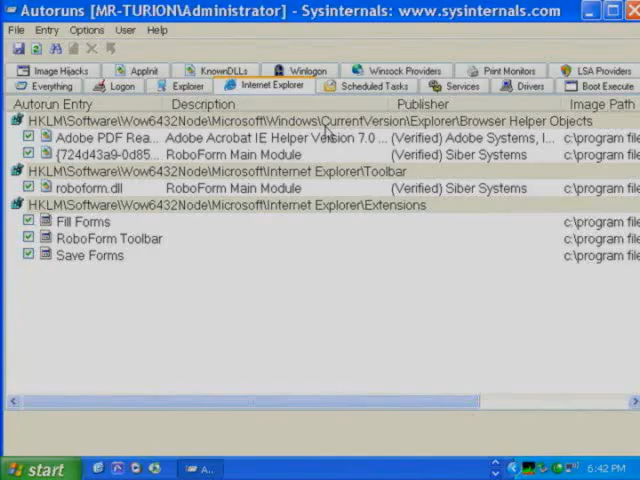 Autoruns [MR-TURION\Administrator] - Sysinternals: www.sysinternals.com
File Entry Options User Help
Image Hijacks AppInit KnownDLLs Winlogon Winsock Providers Print Monitors LSA Providers
Everything Logon Explorer Internet Explorer Scheduled Tasks Services Drivers Boot Execute
Autorun Entry Description Publisher Image Path
HKLM\Software\Wow6432Node\Microsoft\Windows\CurrentVersion\Explorer\Browser Helper Objects
Adobe PDF Rea... Adobe Acrobat IE Helper Version 7.0 ... (Verified) Adobe Systems, I... c:\program file
{724d43a9-0d85... RoboForm Main Module (Verified) Siber Systems c:\program file
HKLM\Software\Wow6432Node\Microsoft\Internet Explorer\Toolbar
roboform.dll RoboForm Main Module (Verified) Siber Systems c:\program file
HKLM\Software\Wow6432Node\Microsoft\Internet Explorer\Extensions
Fill Forms c:\program file
RoboForm Toolbar c:\program file
Save Forms c:\program file
start A... 6:42 PM